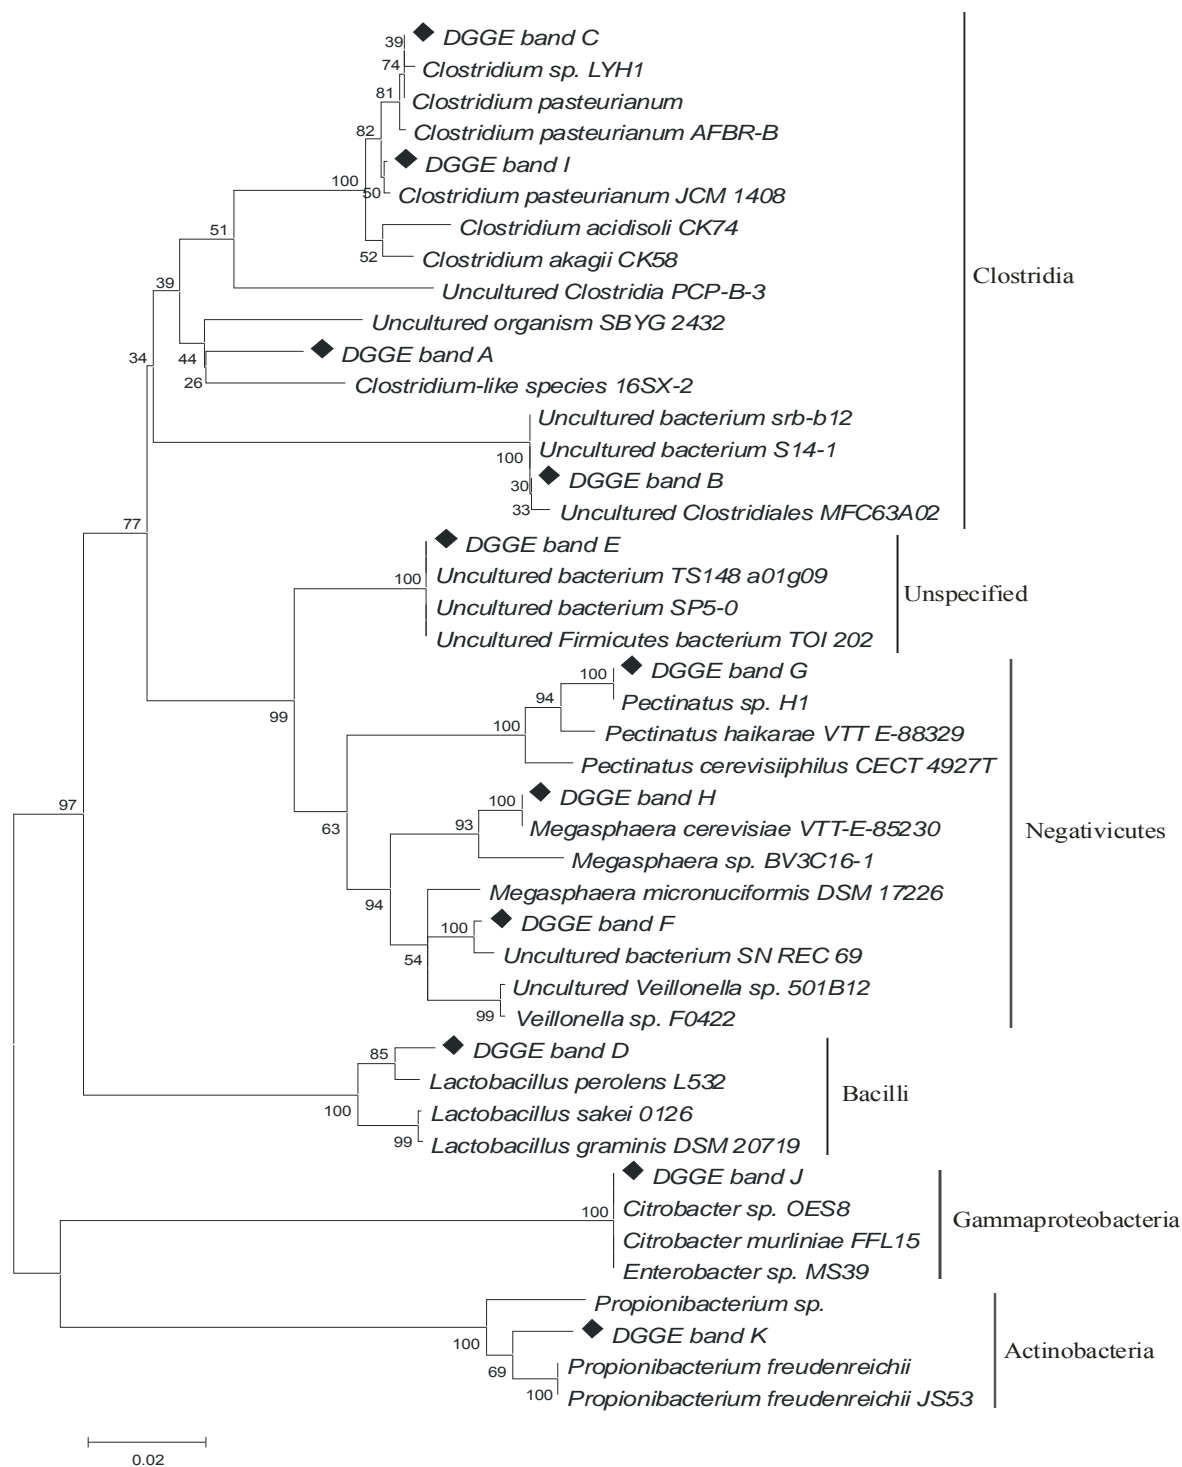 39
DGGE band C
74
Clostridium sp. LYH1
81
Clostridium pasteurianum
82
Clostridium pasteurianum AFBR-B
DGGE band I
100
50
Clostridium pasteurianum JCM 1408
51
Clostridium acidisoli CK74
52
Clostridium akagii CK58
Clostridia
39
Uncultured Clostridia PCP-B-3
Uncultured organism SBYG 2432
34
44
DGGE band A
26
Clostridium-like species 16SX-2
Uncultured bacterium srb-b12
100
Uncultured bacterium S14-1
30
DGGE band B
33
Uncultured Clostridiales MFC63A02
77
DGGE band E
100
Uncultured bacterium TS148 a01g09
Unspecified
Uncultured bacterium SP5-0
Uncultured Firmicutes bacterium TOI 202
100
DGGE band G
94
Pectinatus sp. H1
99
100
Pectinatus haikarae VTT E-88329
Pectinatus cerevisiiphilus CECT 4927T
97
100
DGGE band H
63
93
Megasphaera cerevisiae VTT-E-85230
Negativicutes
Megasphaera sp. BV3C16-1
94
Megasphaera micronuciformis DSM 17226
100
DGGE band F
54
Uncultured bacterium SN REC 69
Uncultured Veillonella sp. 501B12
99
Veillonella sp. F0422
85
DGGE band D
Lactobacillus perolens L532
Bacilli
100
Lactobacillus sakei 0126
99
Lactobacillus graminis DSM 20719
DGGE band J
100
Citrobacter sp. OES8
Gammaproteobacteria
Citrobacter murliniae FFL15
Enterobacter sp. MS39
Propionibacterium sp.
100
DGGE band K
Actinobacteria
69
Propionibacterium freudenreichii
100
Propionibacterium freudenreichii JS53
0.02